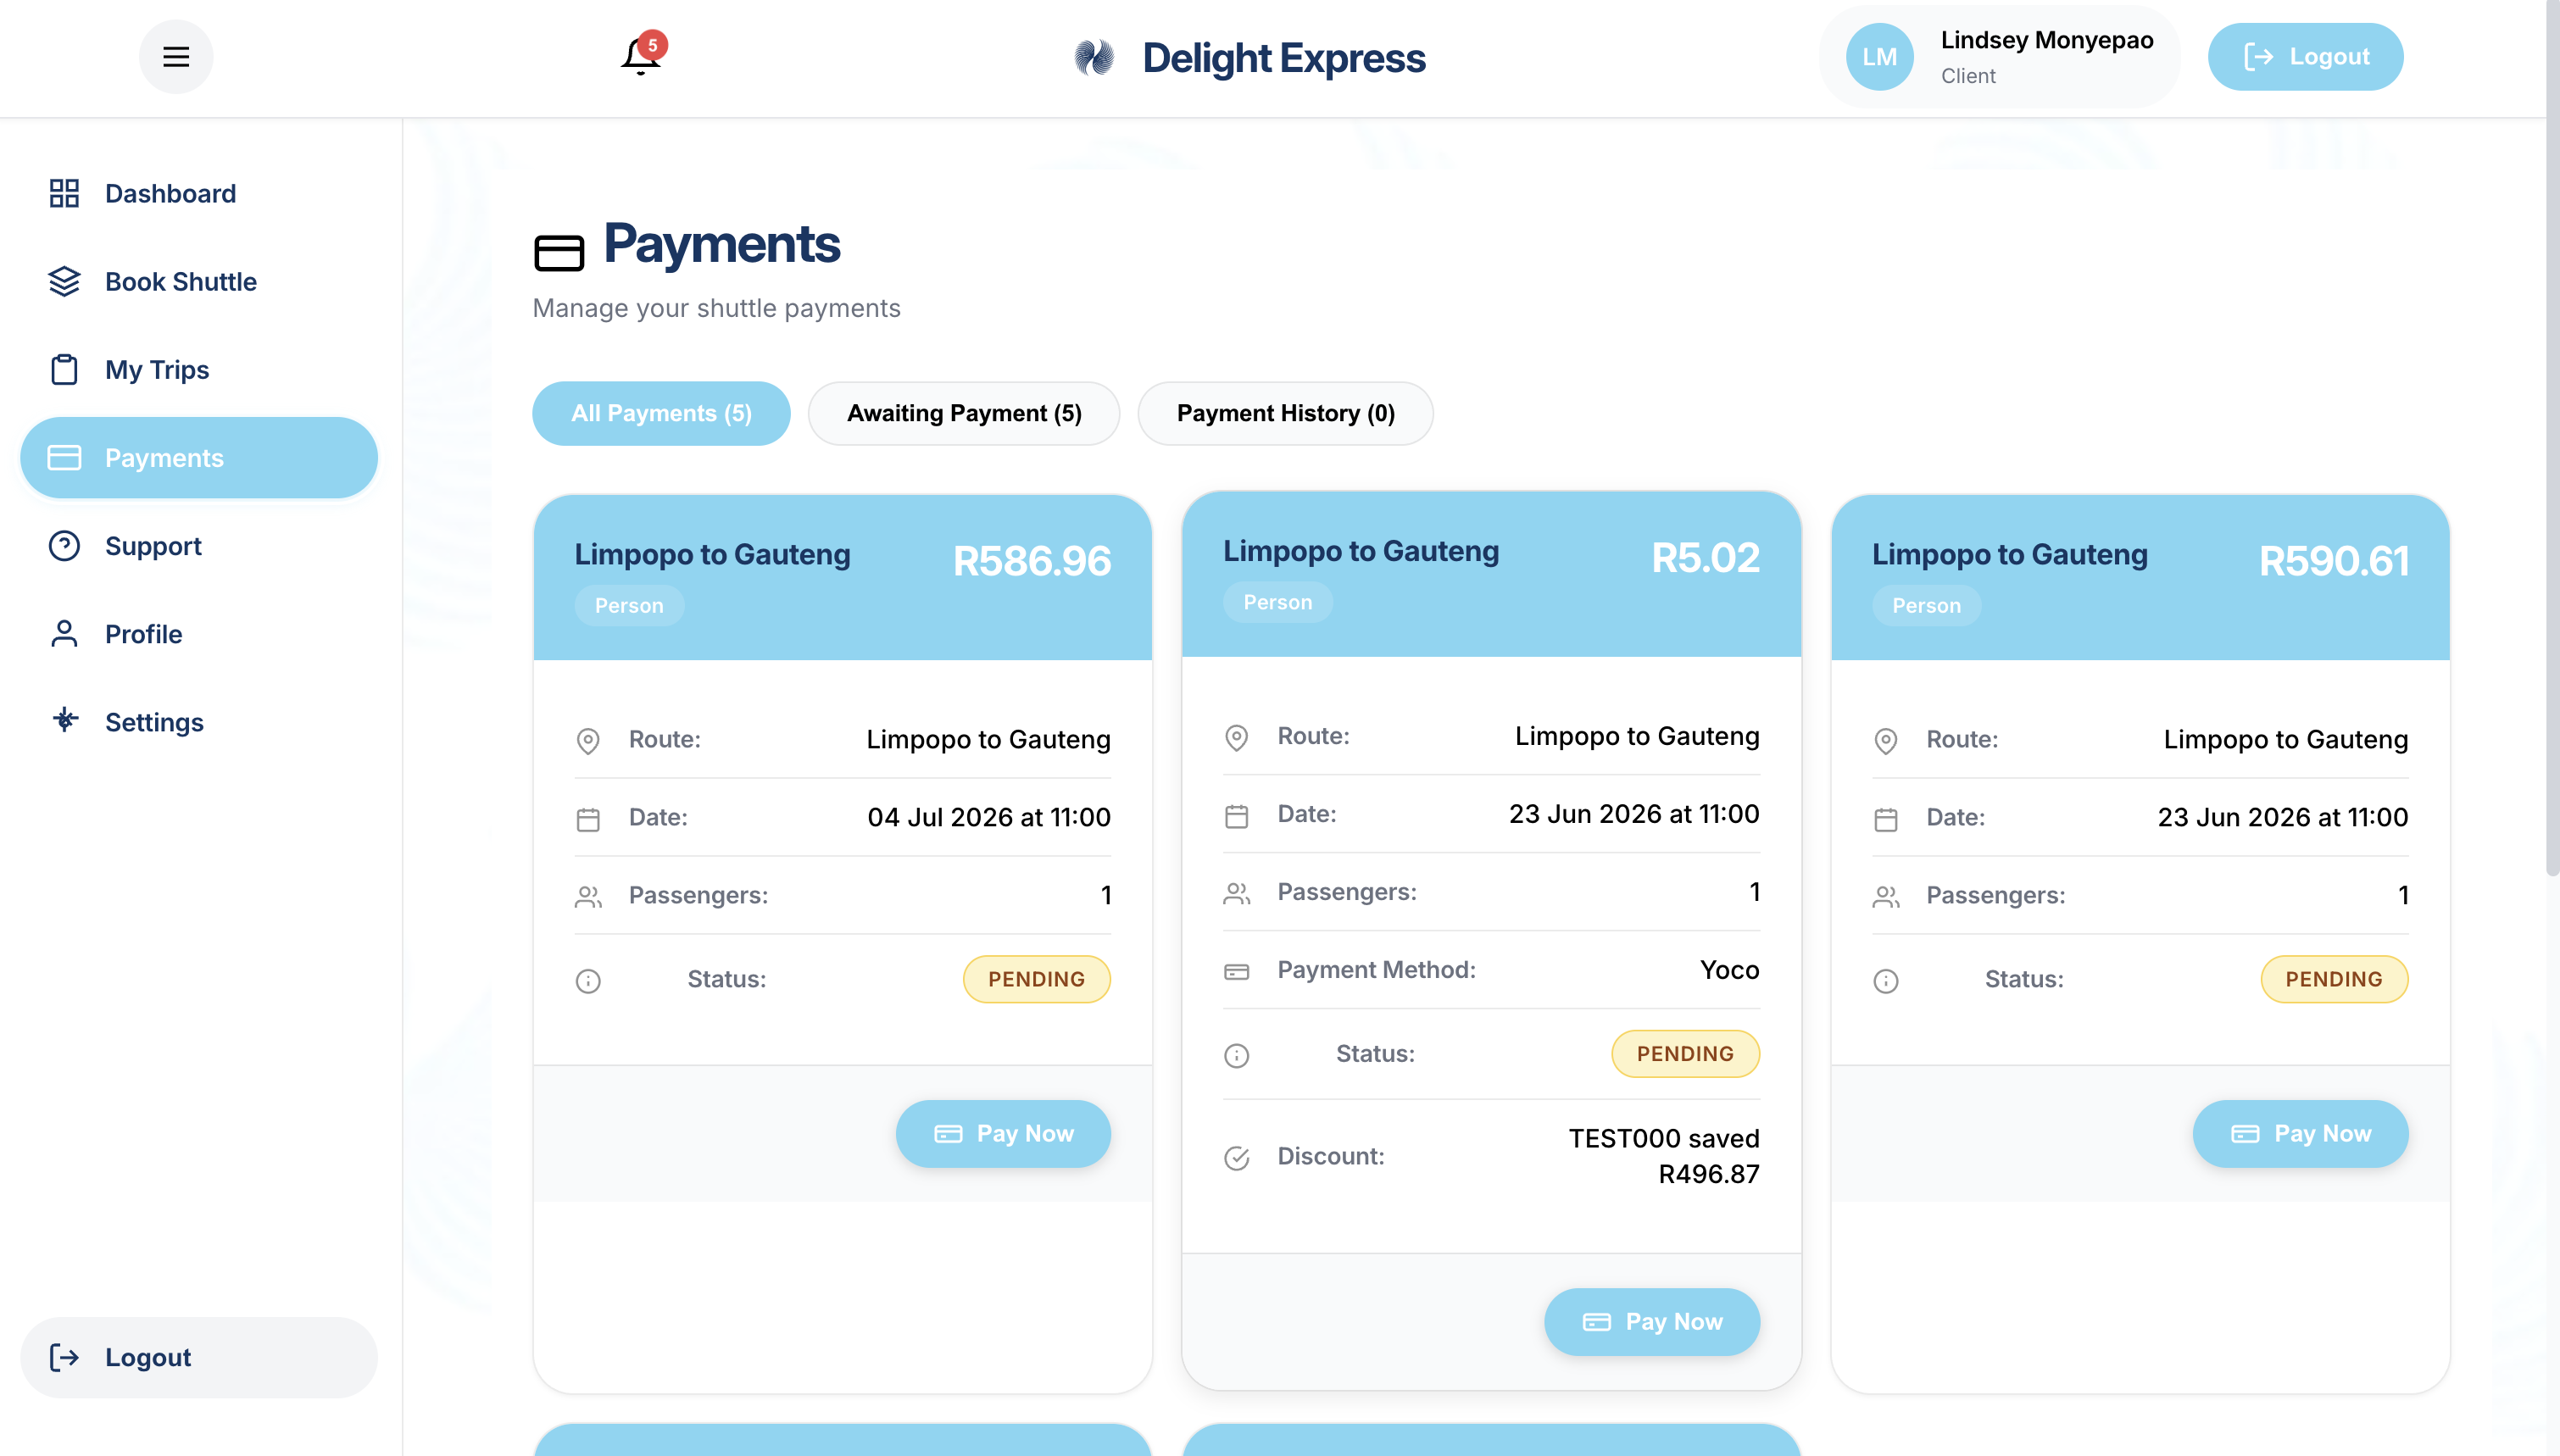 5
Delight Express
LM
Lindsey Monyepao
Client
Logout
Dashboard
Book Shuttle
My Trips
Payments
Support
Profile
Settings
Logout
Payments
Manage your shuttle payments
All Payments (5)
Awaiting Payment (5)
Payment History (0)
Limpopo to Gauteng
R586.96
Person
Route: Limpopo to Gauteng
Date: 04 Jul 2026 at 11:00
Passengers: 1
Status: PENDING
Pay Now
Limpopo to Gauteng
R5.02
Person
Route: Limpopo to Gauteng
Date: 23 Jun 2026 at 11:00
Passengers: 1
Payment Method: Yoco
Status: PENDING
Discount: TEST000 saved
R496.87
Pay Now
Limpopo to Gauteng
R590.61
Person
Route: Limpopo to Gauteng
Date: 23 Jun 2026 at 11:00
Passengers: 1
Status: PENDING
Pay Now